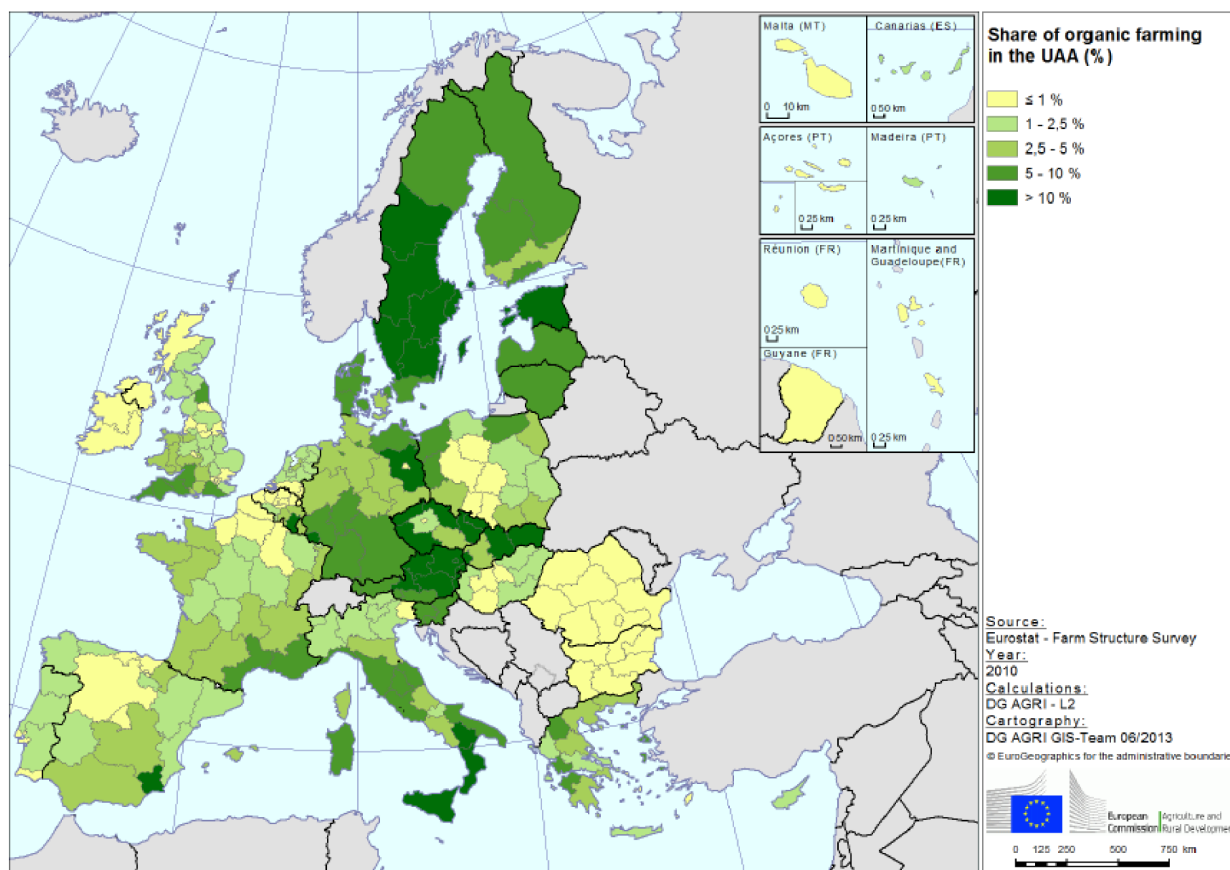 Malta (MT)
0 10 km
Canarias (ES)
0 50 km
Açores (PT)
0 25 km
Madeira (PT)
0 25 km
Réunion (FR)
0 25 km
Martinique and
Guadeloupe(FR)
0 25 km
Guyane (FR)
0 50 km
Share of organic farming
in the UAA (%)
≤ 1 %
1 - 2,5 %
2,5 - 5 %
5 - 10 %
> 10 %
Source:
Eurostat - Farm Structure Survey
Year:
2010
Calculations:
DG AGRI - L2
Cartography:
DG AGRI GIS-Team 06/2013
© EuroGeographics for the administrative boundarie
European
Commission
Agriculture and
Rural Developme
0 125 250 500 750 km